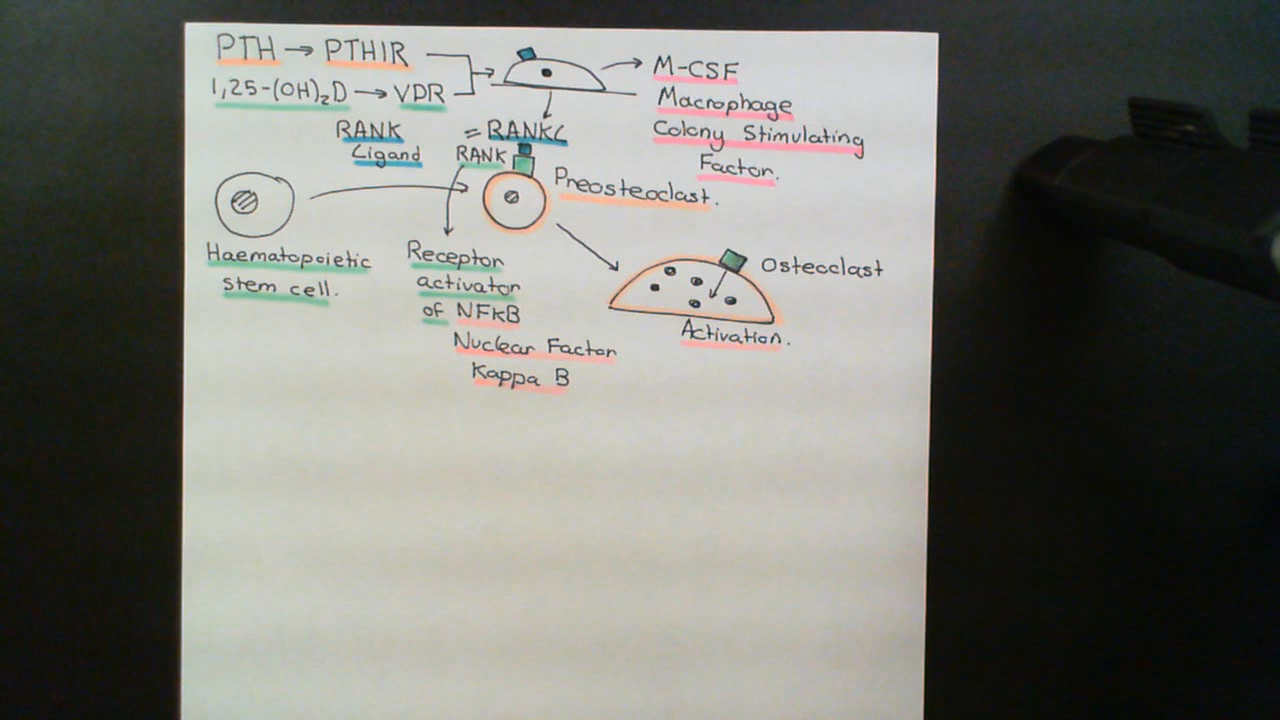 PTH → PTH1R
1,25-(OH)₂D → VDR
M-CSF
Macrophage
Colony Stimulating
Factor.
RANK
Ligand
= RANKL
RANK
Preosteoclast.
Haematopoietic
stem cell.
Receptor
activator
of NFκB
Nuclear Factor
Kappa B
Osteoclast
Activation.